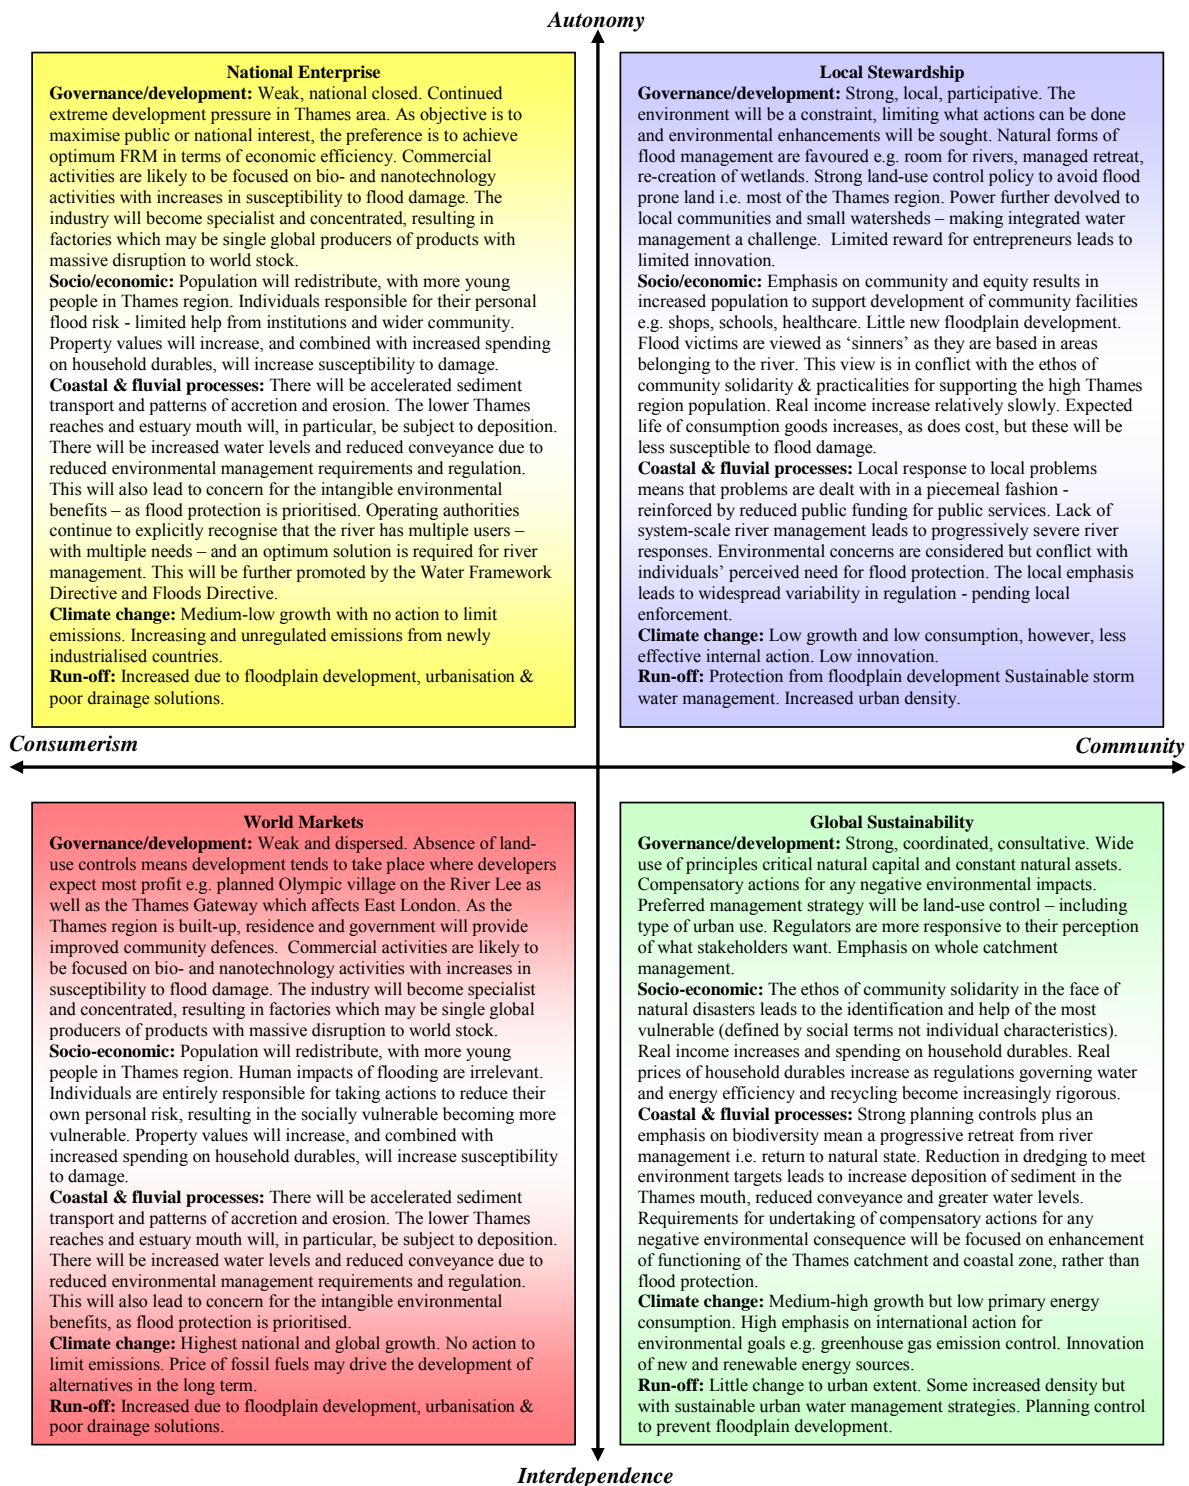 Autonomy
National Enterprise
Governance/development: Weak, national closed. Continued
extreme development pressure in Thames area. As objective is to
maximise public or national interest, the preference is to achieve
optimum FRM in terms of economic efficiency. Commercial
activities are likely to be focused on bio- and nanotechnology
activities with increases in susceptibility to flood damage. The
industry will become specialist and concentrated, resulting in
factories which may be single global producers of products with
massive disruption to world stock.
Socio/economic: Population will redistribute, with more young
people in Thames region. Individuals responsible for their personal
flood risk - limited help from institutions and wider community.
Property values will increase, and combined with increased spending
on household durables, will increase susceptibility to damage.
Coastal & fluvial processes: There will be accelerated sediment
transport and patterns of accretion and erosion. The lower Thames
reaches and estuary mouth will, in particular, be subject to deposition.
There will be increased water levels and reduced conveyance due to
reduced environmental management requirements and regulation.
This will also lead to concern for the intangible environmental
benefits – as flood protection is prioritised. Operating authorities
continue to explicitly recognise that the river has multiple users –
with multiple needs – and an optimum solution is required for river
management. This will be further promoted by the Water Framework
Directive and Floods Directive.
Climate change: Medium-low growth with no action to limit
emissions. Increasing and unregulated emissions from newly
industrialised countries.
Run-off: Increased due to floodplain development, urbanisation &
poor drainage solutions.
Local Stewardship
Governance/development: Strong, local, participative. The
environment will be a constraint, limiting what actions can be done
and environmental enhancements will be sought. Natural forms of
flood management are favoured e.g. room for rivers, managed retreat,
re-creation of wetlands. Strong land-use control policy to avoid flood
prone land i.e. most of the Thames region. Power further devolved to
local communities and small watersheds – making integrated water
management a challenge. Limited reward for entrepreneurs leads to
limited innovation.
Socio/economic: Emphasis on community and equity results in
increased population to support development of community facilities
e.g. shops, schools, healthcare. Little new floodplain development.
Flood victims are viewed as ‘sinners’ as they are based in areas
belonging to the river. This view is in conflict with the ethos of
community solidarity & practicalities for supporting the high Thames
region population. Real income increase relatively slowly. Expected
life of consumption goods increases, as does cost, but these will be
less susceptible to flood damage.
Coastal & fluvial processes: Local response to local problems
means that problems are dealt with in a piecemeal fashion -
reinforced by reduced public funding for public services. Lack of
system-scale river management leads to progressively severe river
responses. Environmental concerns are considered but conflict with
individuals’ perceived need for flood protection. The local emphasis
leads to widespread variability in regulation - pending local
enforcement.
Climate change: Low growth and low consumption, however, less
effective internal action. Low innovation.
Run-off: Protection from floodplain development Sustainable storm
water management. Increased urban density.
Consumerism
Community
World Markets
Governance/development: Weak and dispersed. Absence of land-
use controls means development tends to take place where developers
expect most profit e.g. planned Olympic village on the River Lee as
well as the Thames Gateway which affects East London. As the
Thames region is built-up, residence and government will provide
improved community defences. Commercial activities are likely to
be focused on bio- and nanotechnology activities with increases in
susceptibility to flood damage. The industry will become specialist
and concentrated, resulting in factories which may be single global
producers of products with massive disruption to world stock.
Socio-economic: Population will redistribute, with more young
people in Thames region. Human impacts of flooding are irrelevant.
Individuals are entirely responsible for taking actions to reduce their
own personal risk, resulting in the socially vulnerable becoming more
vulnerable. Property values will increase, and combined with
increased spending on household durables, will increase susceptibility
to damage.
Coastal & fluvial processes: There will be accelerated sediment
transport and patterns of accretion and erosion. The lower Thames
reaches and estuary mouth will, in particular, be subject to deposition.
There will be increased water levels and reduced conveyance due to
reduced environmental management requirements and regulation.
This will also lead to concern for the intangible environmental
benefits, as flood protection is prioritised.
Climate change: Highest national and global growth. No action to
limit emissions. Price of fossil fuels may drive the development of
alternatives in the long term.
Run-off: Increased due to floodplain development, urbanisation &
poor drainage solutions.
Global Sustainability
Governance/development: Strong, coordinated, consultative. Wide
use of principles critical natural capital and constant natural assets.
Compensatory actions for any negative environmental impacts.
Preferred management strategy will be land-use control – including
type of urban use. Regulators are more responsive to their perception
of what stakeholders want. Emphasis on whole catchment
management.
Socio-economic: The ethos of community solidarity in the face of
natural disasters leads to the identification and help of the most
vulnerable (defined by social terms not individual characteristics).
Real income increases and spending on household durables. Real
prices of household durables increase as regulations governing water
and energy efficiency and recycling become increasingly rigorous.
Coastal & fluvial processes: Strong planning controls plus an
emphasis on biodiversity mean a progressive retreat from river
management i.e. return to natural state. Reduction in dredging to meet
environment targets leads to increase deposition of sediment in the
Thames mouth, reduced conveyance and greater water levels.
Requirements for undertaking of compensatory actions for any
negative environmental consequence will be focused on enhancement
of functioning of the Thames catchment and coastal zone, rather than
flood protection.
Climate change: Medium-high growth but low primary energy
consumption. High emphasis on international action for
environmental goals e.g. greenhouse gas emission control. Innovation
of new and renewable energy sources.
Run-off: Little change to urban extent. Some increased density but
with sustainable urban water management strategies. Planning control
to prevent floodplain development.
Interdependence